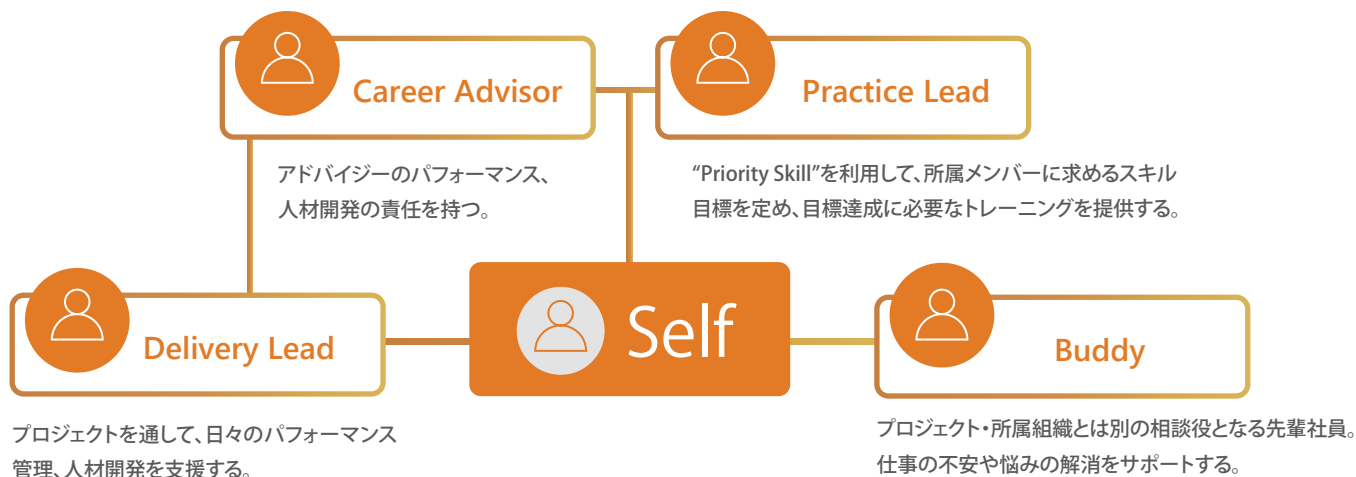 Career Advisor
アドバイジーのパフォーマンス、
人材開発の責任を持つ。
Practice Lead
“Priority Skill”を利用して、所属メンバーに求めるスキル
目標を定め、目標達成に必要なトレーニングを提供する。
Delivery Lead
プロジェクトを通して、日々のパフォーマンス
管理、人材開発を支援する。
Self
Buddy
プロジェクト・所属組織とは別の相談役となる先輩社員。
仕事の不安や悩みの解消をサポートする。